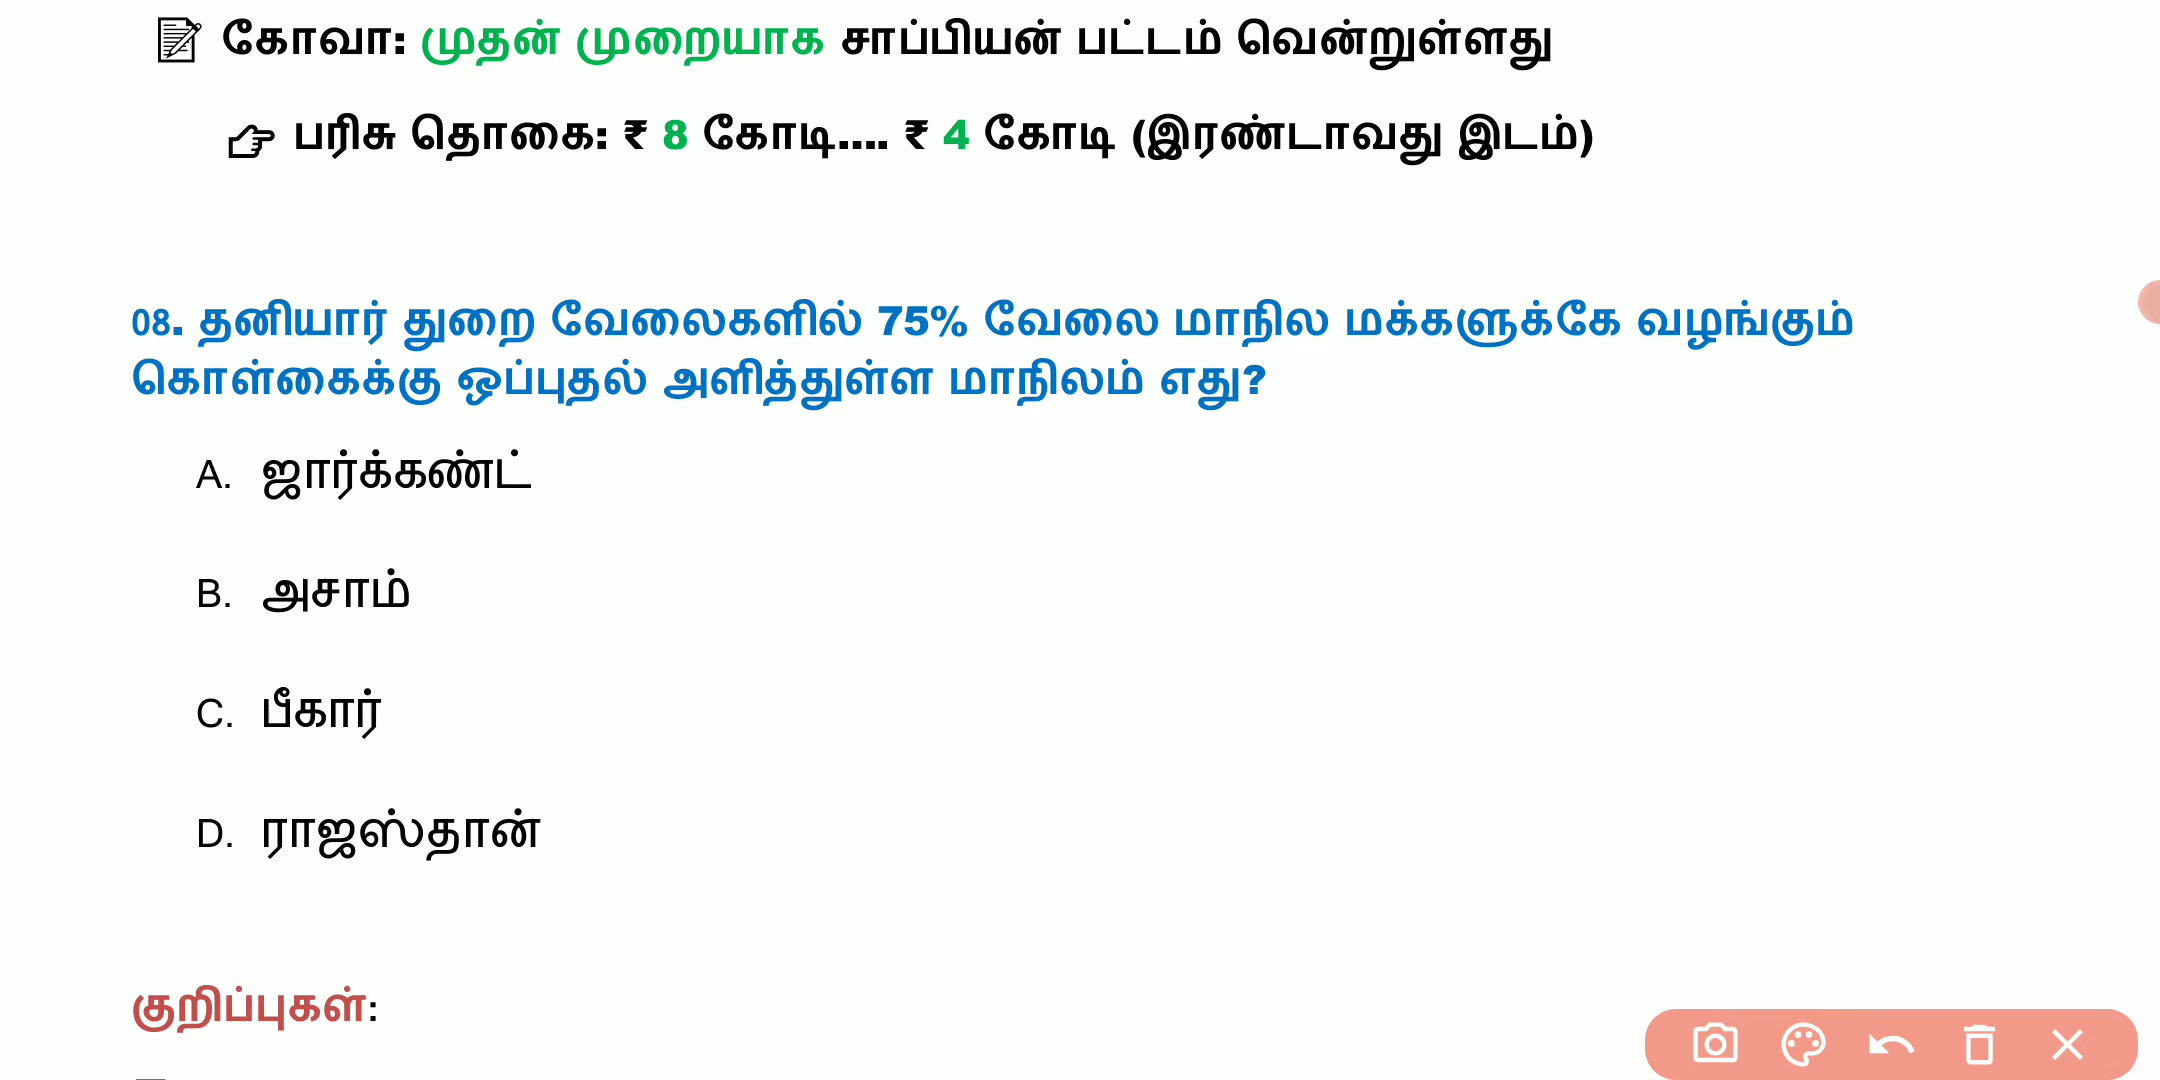 கோவா: முதன் முறையாக சாப்பியன் பட்டம் வென்றுள்ளது
பரிசு தொகை: ₹ 8 கோடி.... ₹ 4 கோடி (இரண்டாவது இடம்)
08. தனியார் துறை வேலைகளில் 75% வேலை மாநில மக்களுக்கே வழங்கும்
கொள்கைக்கு ஒப்புதல் அளித்துள்ள மாநிலம் எது?
A. ஜார்க்கண்ட்
B. அசாம்
C. பீகார்
D. ராஜஸ்தான்
குறிப்புகள்: